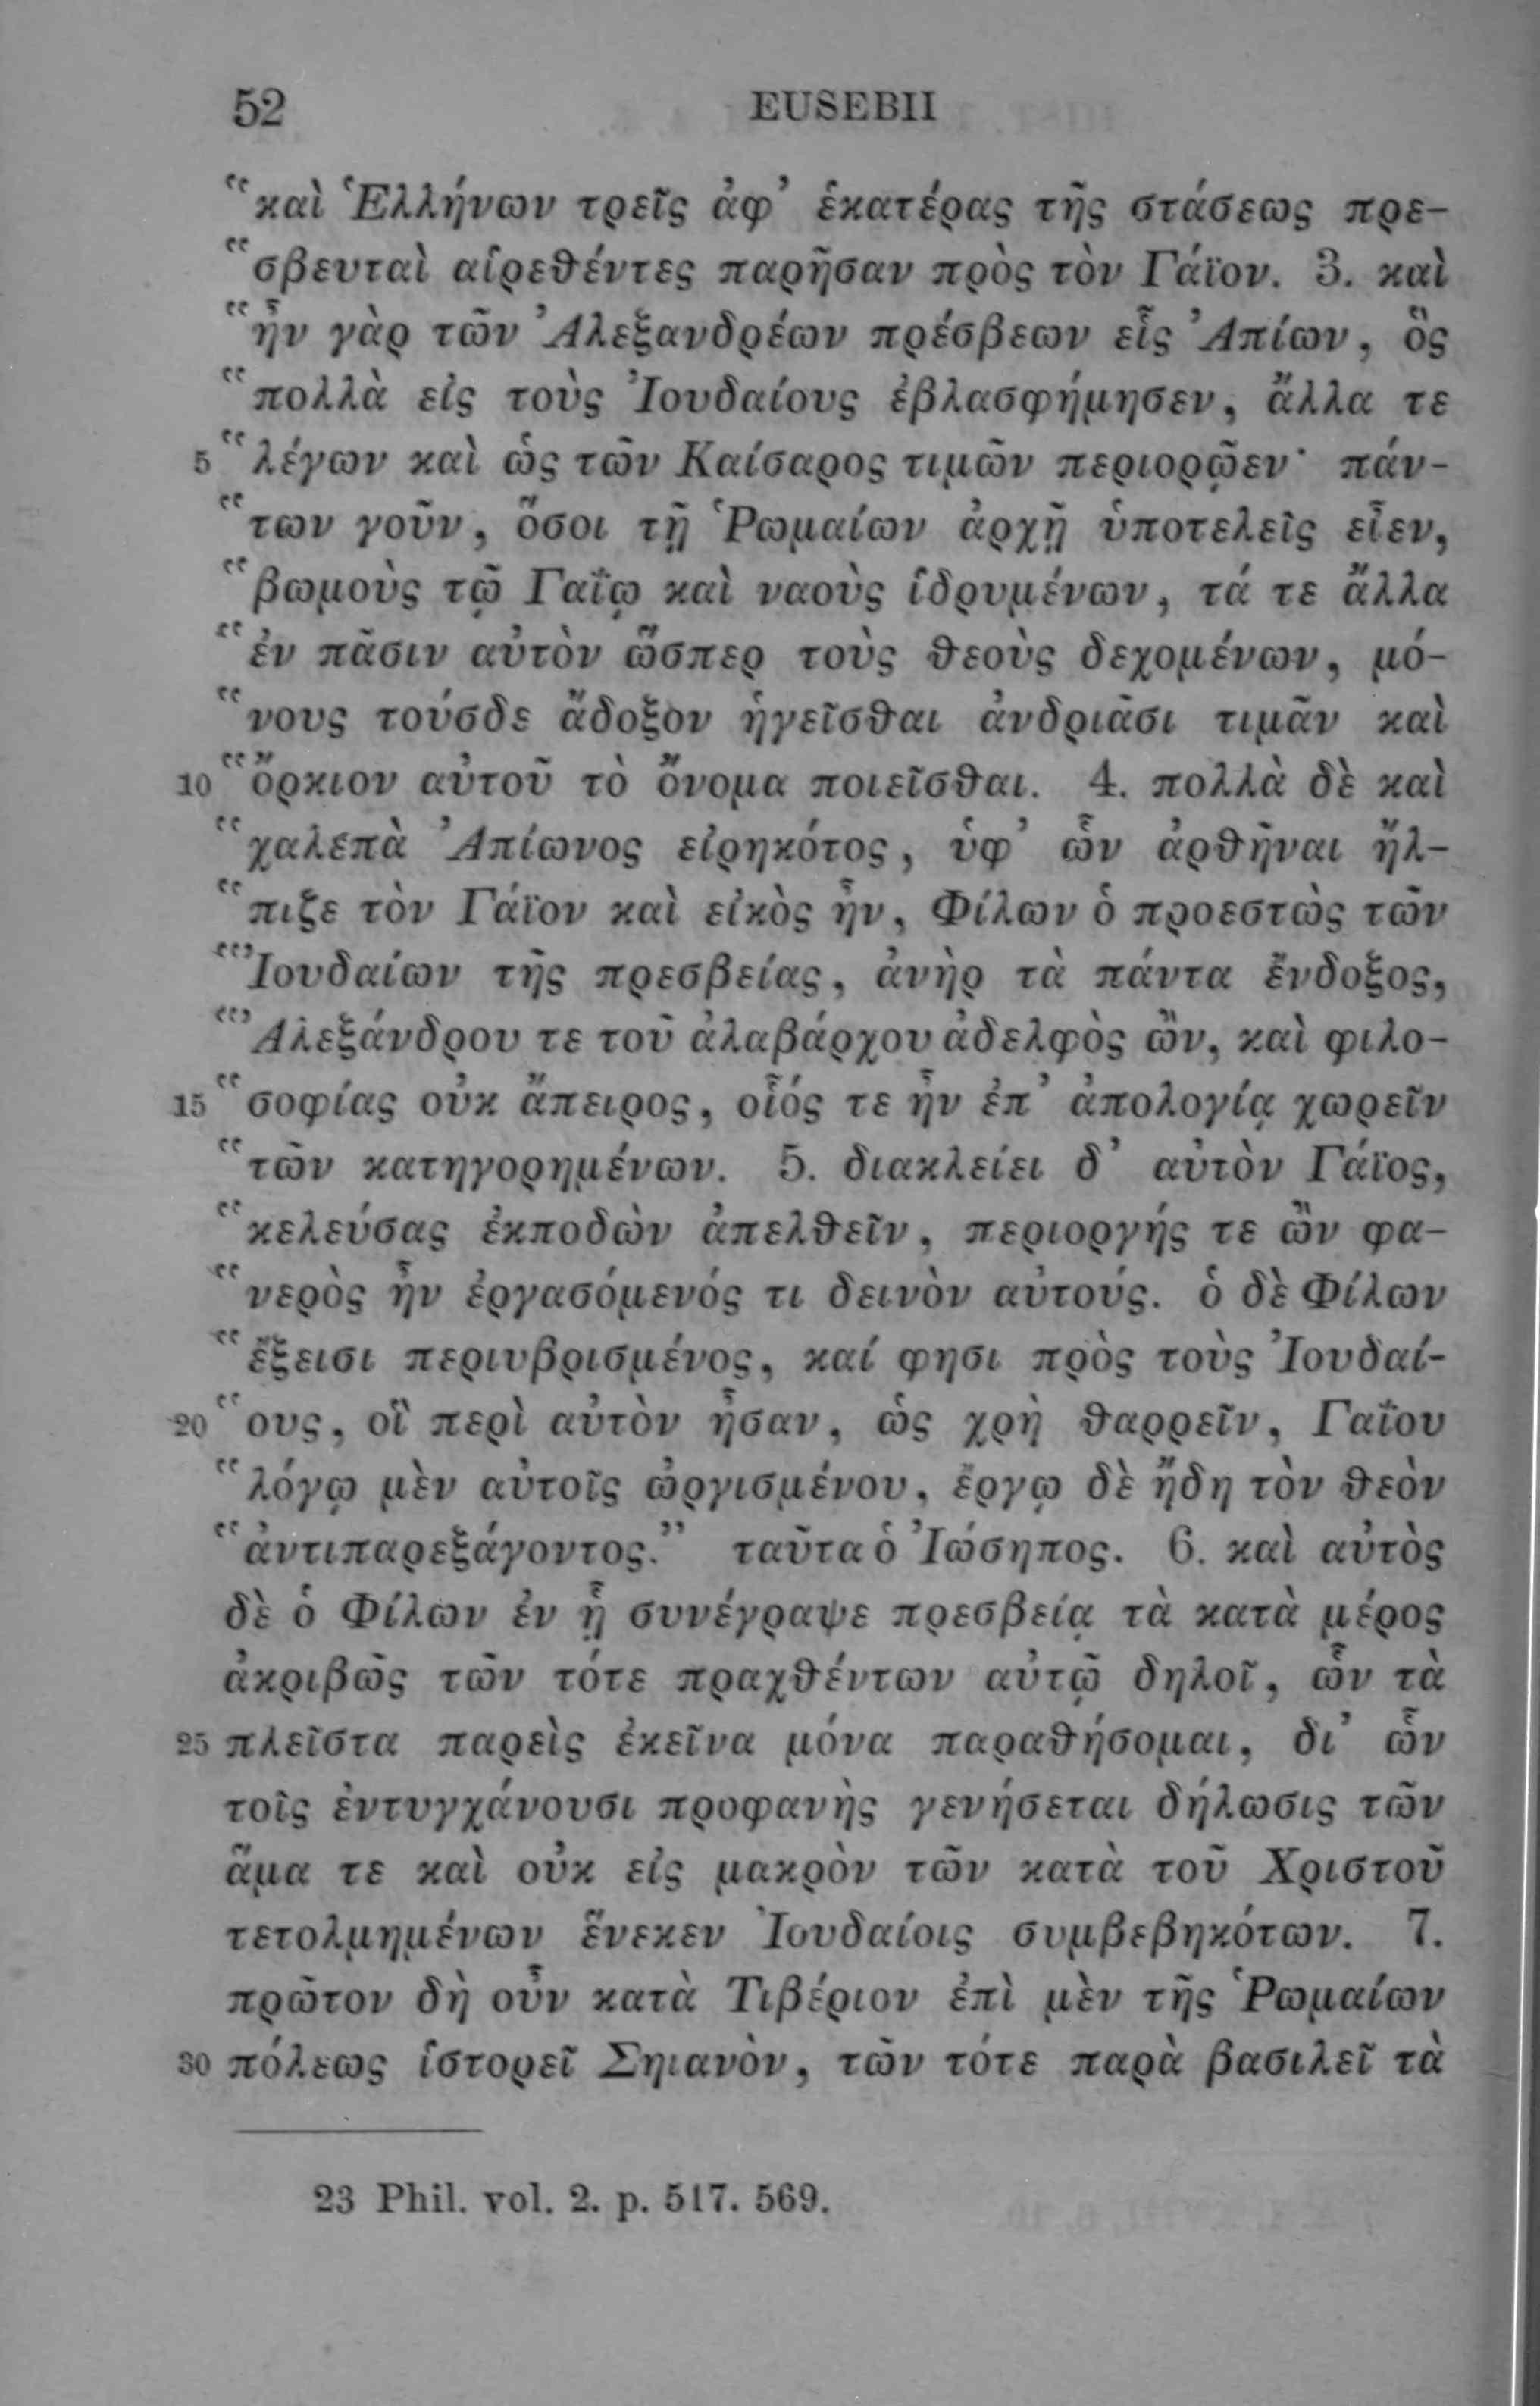 52 EUSEBII
“καὶ Ἑλλήνων τρεῖς ἀφ’ ἑκατέρας τῆς στάσεως πρε-
“σβευταὶ αἱρεθέντες παρῆσαν πρὸς τὸν Γάϊον. 3. καὶ
“ἦν γὰρ τῶν Ἀλεξανδρέων πρέσβεων εἷς Ἀπίων, ὃς
“πολλὰ εἰς τοὺς Ἰουδαίους ἐβλασφήμησεν, ἄλλα τε
5 “λέγων καὶ ὡς τῶν Καίσαρος τιμῶν περιορῷεν· πάν-
“των γοῦν, ὅσοι τῇ Ῥωμαίων ἀρχῇ ὑποτελεῖς εἶεν,
“βωμοὺς τῷ Γαΐῳ καὶ ναοὺς ἱδρυμένων, τά τε ἄλλα
“ἐν πᾶσιν αὐτὸν ὥσπερ τοὺς θεοὺς δεχομένων, μό-
“νους τούσδε ἄδοξον ἡγεῖσθαι ἀνδριᾶσι τιμᾶν καὶ
10 “ὅρκιον αὐτοῦ τὸ ὄνομα ποιεῖσθαι. 4. πολλὰ δὲ καὶ
“χαλεπὰ Ἀπίωνος εἰρηκότος, ὑφ’ ὧν ἀρθῆναι ἤλ-
“πιζε τὸν Γάϊον καὶ εἰκὸς ἦν, Φίλων ὁ προεστὼς τῶν
“Ἰουδαίων τῆς πρεσβείας, ἀνὴρ τὰ πάντα ἔνδοξος,
“Ἀλεξάνδρου τε τοῦ ἀλαβάρχου ἀδελφὸς ὢν, καὶ φιλο-
15 “σοφίας οὐκ ἄπειρος, οἷός τε ἦν ἐπ’ ἀπολογίᾳ χωρεῖν
“τῶν κατηγορημένων. 5. διακλείει δ’ αὐτὸν Γάϊος,
“κελεύσας ἐκποδὼν ἀπελθεῖν, περιοργής τε ὢν φα-
“νερὸς ἦν ἐργασόμενός τι δεινὸν αὐτούς. ὁ δὲ Φίλων
“ἔξεισι περιυβρισμένος, καί φησι πρὸς τοὺς Ἰουδαί-
20 “ους, οἳ περὶ αὐτὸν ἦσαν, ὡς χρὴ θαρρεῖν, Γαΐου
“λόγῳ μὲν αὐτοῖς ὠργισμένου, ἔργῳ δὲ ἤδη τὸν θεὸν
“ἀντιπαρεξάγοντος.” ταῦτα ὁ Ἰώσηπος. 6. καὶ αὐτὸς
δὲ ὁ Φίλων ἐν ᾗ συνέγραψε πρεσβείᾳ τὰ κατὰ μέρος
ἀκριβῶς τῶν τότε πραχθέντων αὐτῷ δηλοῖ, ὧν τὰ
25 πλεῖστα παρεὶς ἐκεῖνα μόνα παραθήσομαι, δι’ ὧν
τοῖς ἐντυγχάνουσι προφανὴς γενήσεται δήλωσις τῶν
ἅμα τε καὶ οὐκ εἰς μακρὸν τῶν κατὰ τοῦ Χριστοῦ
τετολμημένων ἕνεκεν Ἰουδαίοις συμβεβηκότων. 7.
πρῶτον δὴ οὖν κατὰ Τιβέριον ἐπὶ μὲν τῆς Ῥωμαίων
30 πόλεως ἱστορεῖ Σηιανὸν, τῶν τότε παρὰ βασιλεῖ τὰ
23 Phil. vol. 2. p. 517. 569.